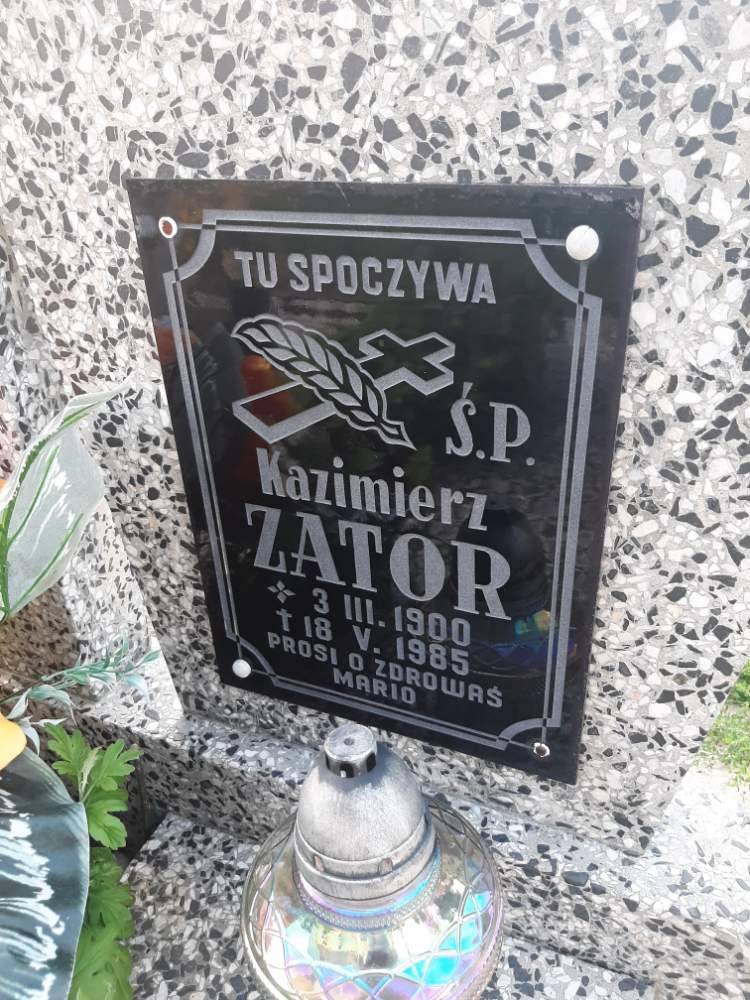 TU SPOCZYWA
Ś.P.
Kazimierz
ZATOR
3 III. 1900
† 18 V. 1985
PROSI O ZDROWAŚ
MARIO